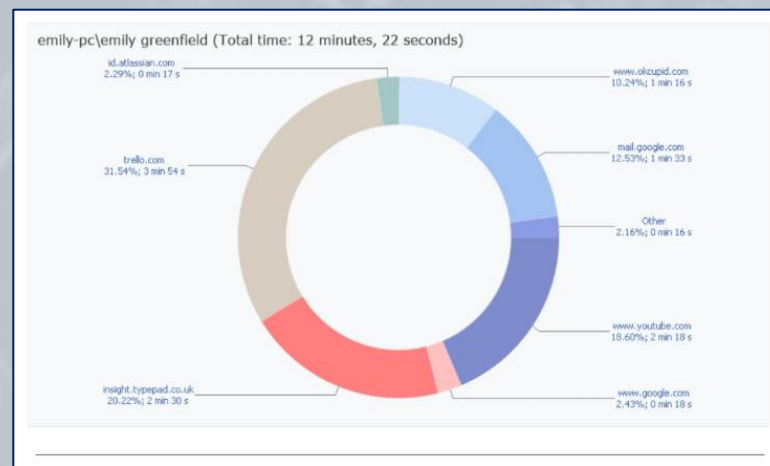 emily-pc\emily greenfield (Total time: 12 minutes, 22 seconds)
id.atlassian.com
2.29%; 0 min 17 s
www.okcupid.com
10.24%; 1 min 16 s
mail.google.com
12.53%; 1 min 33 s
trello.com
31.54%; 3 min 54 s
Other
2.16%; 0 min 16 s
www.youtube.com
18.60%; 2 min 18 s
insight.typepad.co.uk
20.22%; 2 min 30 s
www.google.com
2.43%; 0 min 18 s